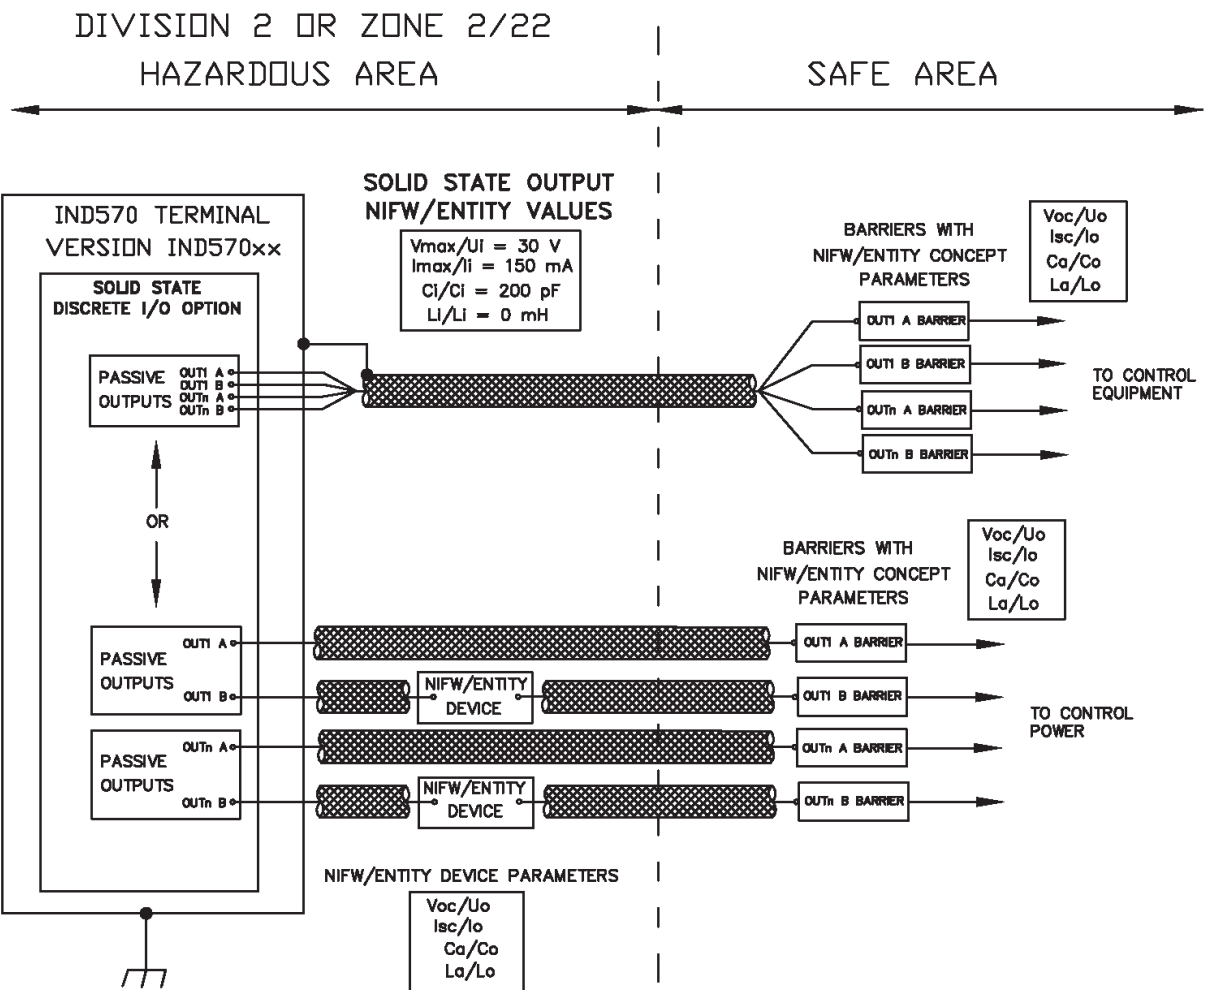 DIVISION 2 OR ZONE 2/22
HAZARDOUS AREA
SAFE AREA
SOLID STATE OUTPUT
NIFW/ENTITY VALUES
Vmax/Ui = 30 V
Imax/Ii = 150 mA
Ci/Ci = 200 pF
Li/Li = 0 mH
IND570 TERMINAL
VERSION IND570xx
SOLID STATE
DISCRETE I/O OPTION
BARRIERS WITH
NIFW/ENTITY CONCEPT
PARAMETERS
Voc/Uo
Isc/Io
Ca/Co
La/Lo
PASSIVE
OUTPUTS
OUT1 A
OUT1 B
OUTn A
OUTn B
OUT1 A BARRIER
OUT1 B BARRIER
OUTn A BARRIER
OUTn B BARRIER
TO CONTROL
EQUIPMENT
OR
BARRIERS WITH
NIFW/ENTITY CONCEPT
PARAMETERS
Voc/Uo
Isc/Io
Ca/Co
La/Lo
PASSIVE
OUTPUTS
OUT1 A
OUT1 B
NIFW/ENTITY
DEVICE
OUT1 A BARRIER
OUT1 B BARRIER
PASSIVE
OUTPUTS
OUTn A
OUTn B
NIFW/ENTITY
DEVICE
OUTn A BARRIER
OUTn B BARRIER
TO CONTROL
POWER
NIFW/ENTITY DEVICE PARAMETERS
Voc/Uo
Isc/Io
Ca/Co
La/Lo